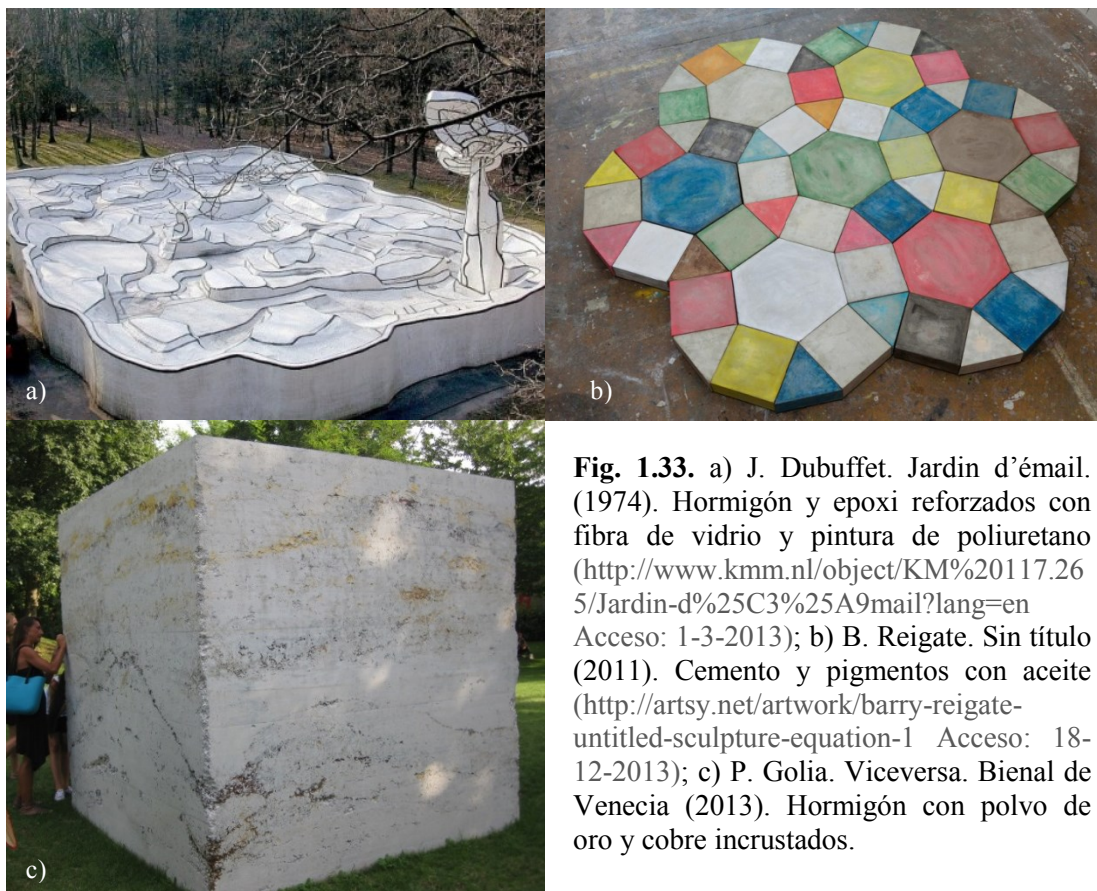 a)
b)
c)
Fig. 1.33. a) J. Dubuffet. Jardin d’émail.
(1974). Hormigón y epoxi reforzados con
fibra de vidrio y pintura de poliuretano
(http://www.kmm.nl/object/KM%20117.26
5/Jardin-d%25C3%25A9mail?lang=en
Acceso: 1-3-2013); b) B. Reigate. Sin título
(2011). Cemento y pigmentos con aceite
(http://artsy.net/artwork/barry-reigate-
untitled-sculpture-equation-1 Acceso: 18-
12-2013); c) P. Golia. Viceversa. Bienal de
Venecia (2013). Hormigón con polvo de
oro y cobre incrustados.